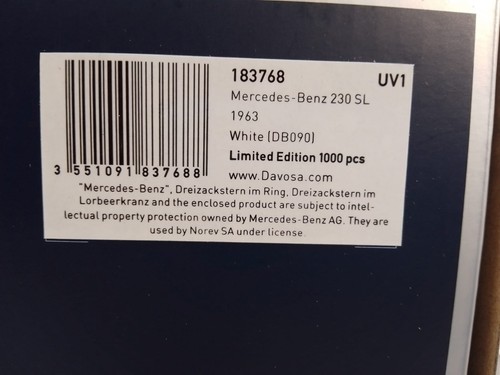 183768 UV1
Mercedes-Benz 230 SL
1963
White (DB090)
Limited Edition 1000 pcs
3 551091 837688
www.Davosa.com
"Mercedes-Benz", Dreizackstern im Ring, Dreizackstern im
Lorbeerkranz and the enclosed product are subject to intel-
lectual property protection owned by Mercedes-Benz AG. They are
used by Norev SA under license.